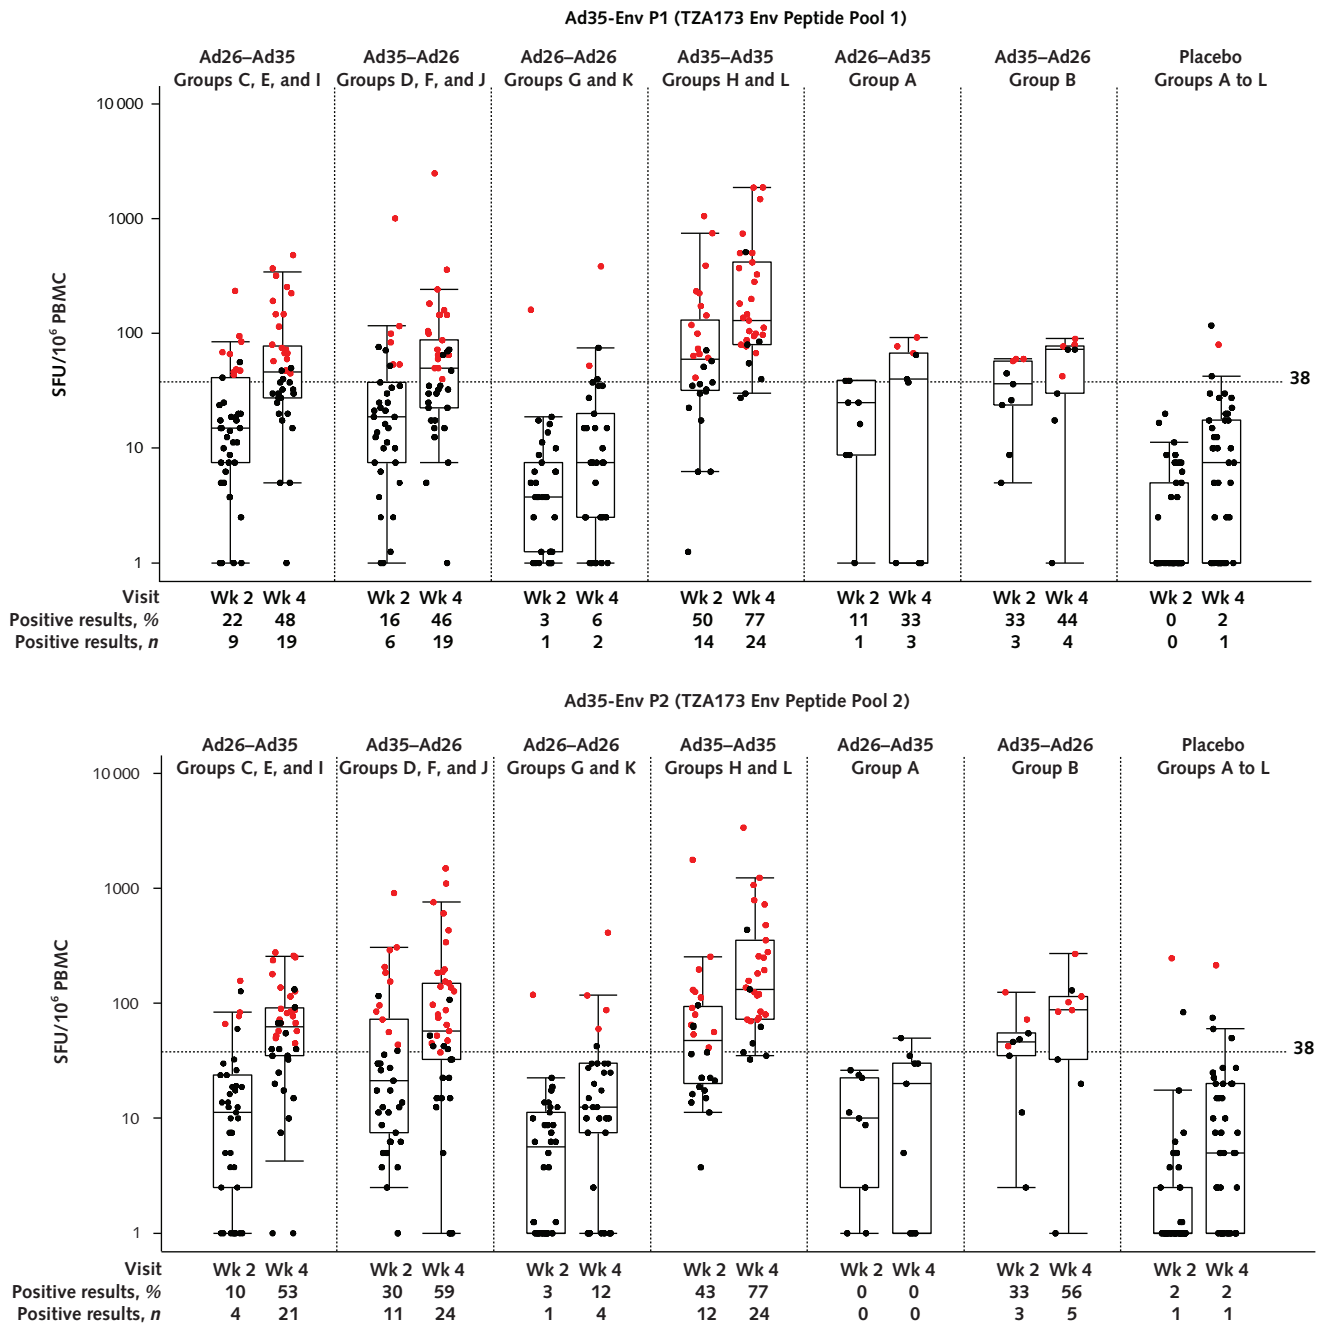 Ad35-Env P1 (TZA173 Env Peptide Pool 1)
Ad26–Ad35 Ad35–Ad26 Ad26–Ad26 Ad35–Ad35 Ad26–Ad35 Ad35–Ad26 Placebo
Groups C, E, and I Groups D, F, and J Groups G and K Groups H and L Group A Group B Groups A to L
10 000
1000
100
10
1
SFU/10⁶ PBMC
38
Visit Wk 2 Wk 4 Wk 2 Wk 4 Wk 2 Wk 4 Wk 2 Wk 4 Wk 2 Wk 4 Wk 2 Wk 4 Wk 2 Wk 4
Positive results, % 22 48 16 46 3 6 50 77 11 33 33 44 0 2
Positive results, n 9 19 6 19 1 2 14 24 1 3 3 4 0 1
Ad35-Env P2 (TZA173 Env Peptide Pool 2)
Ad26–Ad35 Ad35–Ad26 Ad26–Ad26 Ad35–Ad35 Ad26–Ad35 Ad35–Ad26 Placebo
Groups C, E, and I Groups D, F, and J Groups G and K Groups H and L Group A Group B Groups A to L
10 000
1000
100
10
1
SFU/10⁶ PBMC
38
Visit Wk 2 Wk 4 Wk 2 Wk 4 Wk 2 Wk 4 Wk 2 Wk 4 Wk 2 Wk 4 Wk 2 Wk 4 Wk 2 Wk 4
Positive results, % 10 53 30 59 3 12 43 77 0 0 33 56 2 2
Positive results, n 4 21 11 24 1 4 12 24 0 0 3 5 1 1